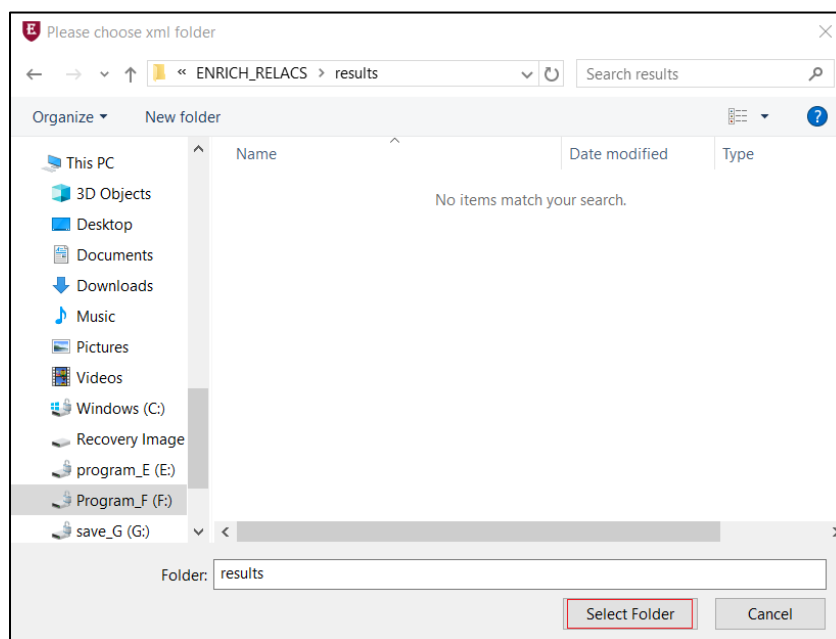 E Please choose xml folder
« ENRICH_RELACS > results
Search results
Organize
New folder
?
Name
Date modified
Type
No items match your search.
This PC
3D Objects
Desktop
Documents
Downloads
Music
Pictures
Videos
Windows (C:)
Recovery Image
program_E (E:)
Program_F (F:)
save_G (G:)
Folder: results
Select Folder
Cancel